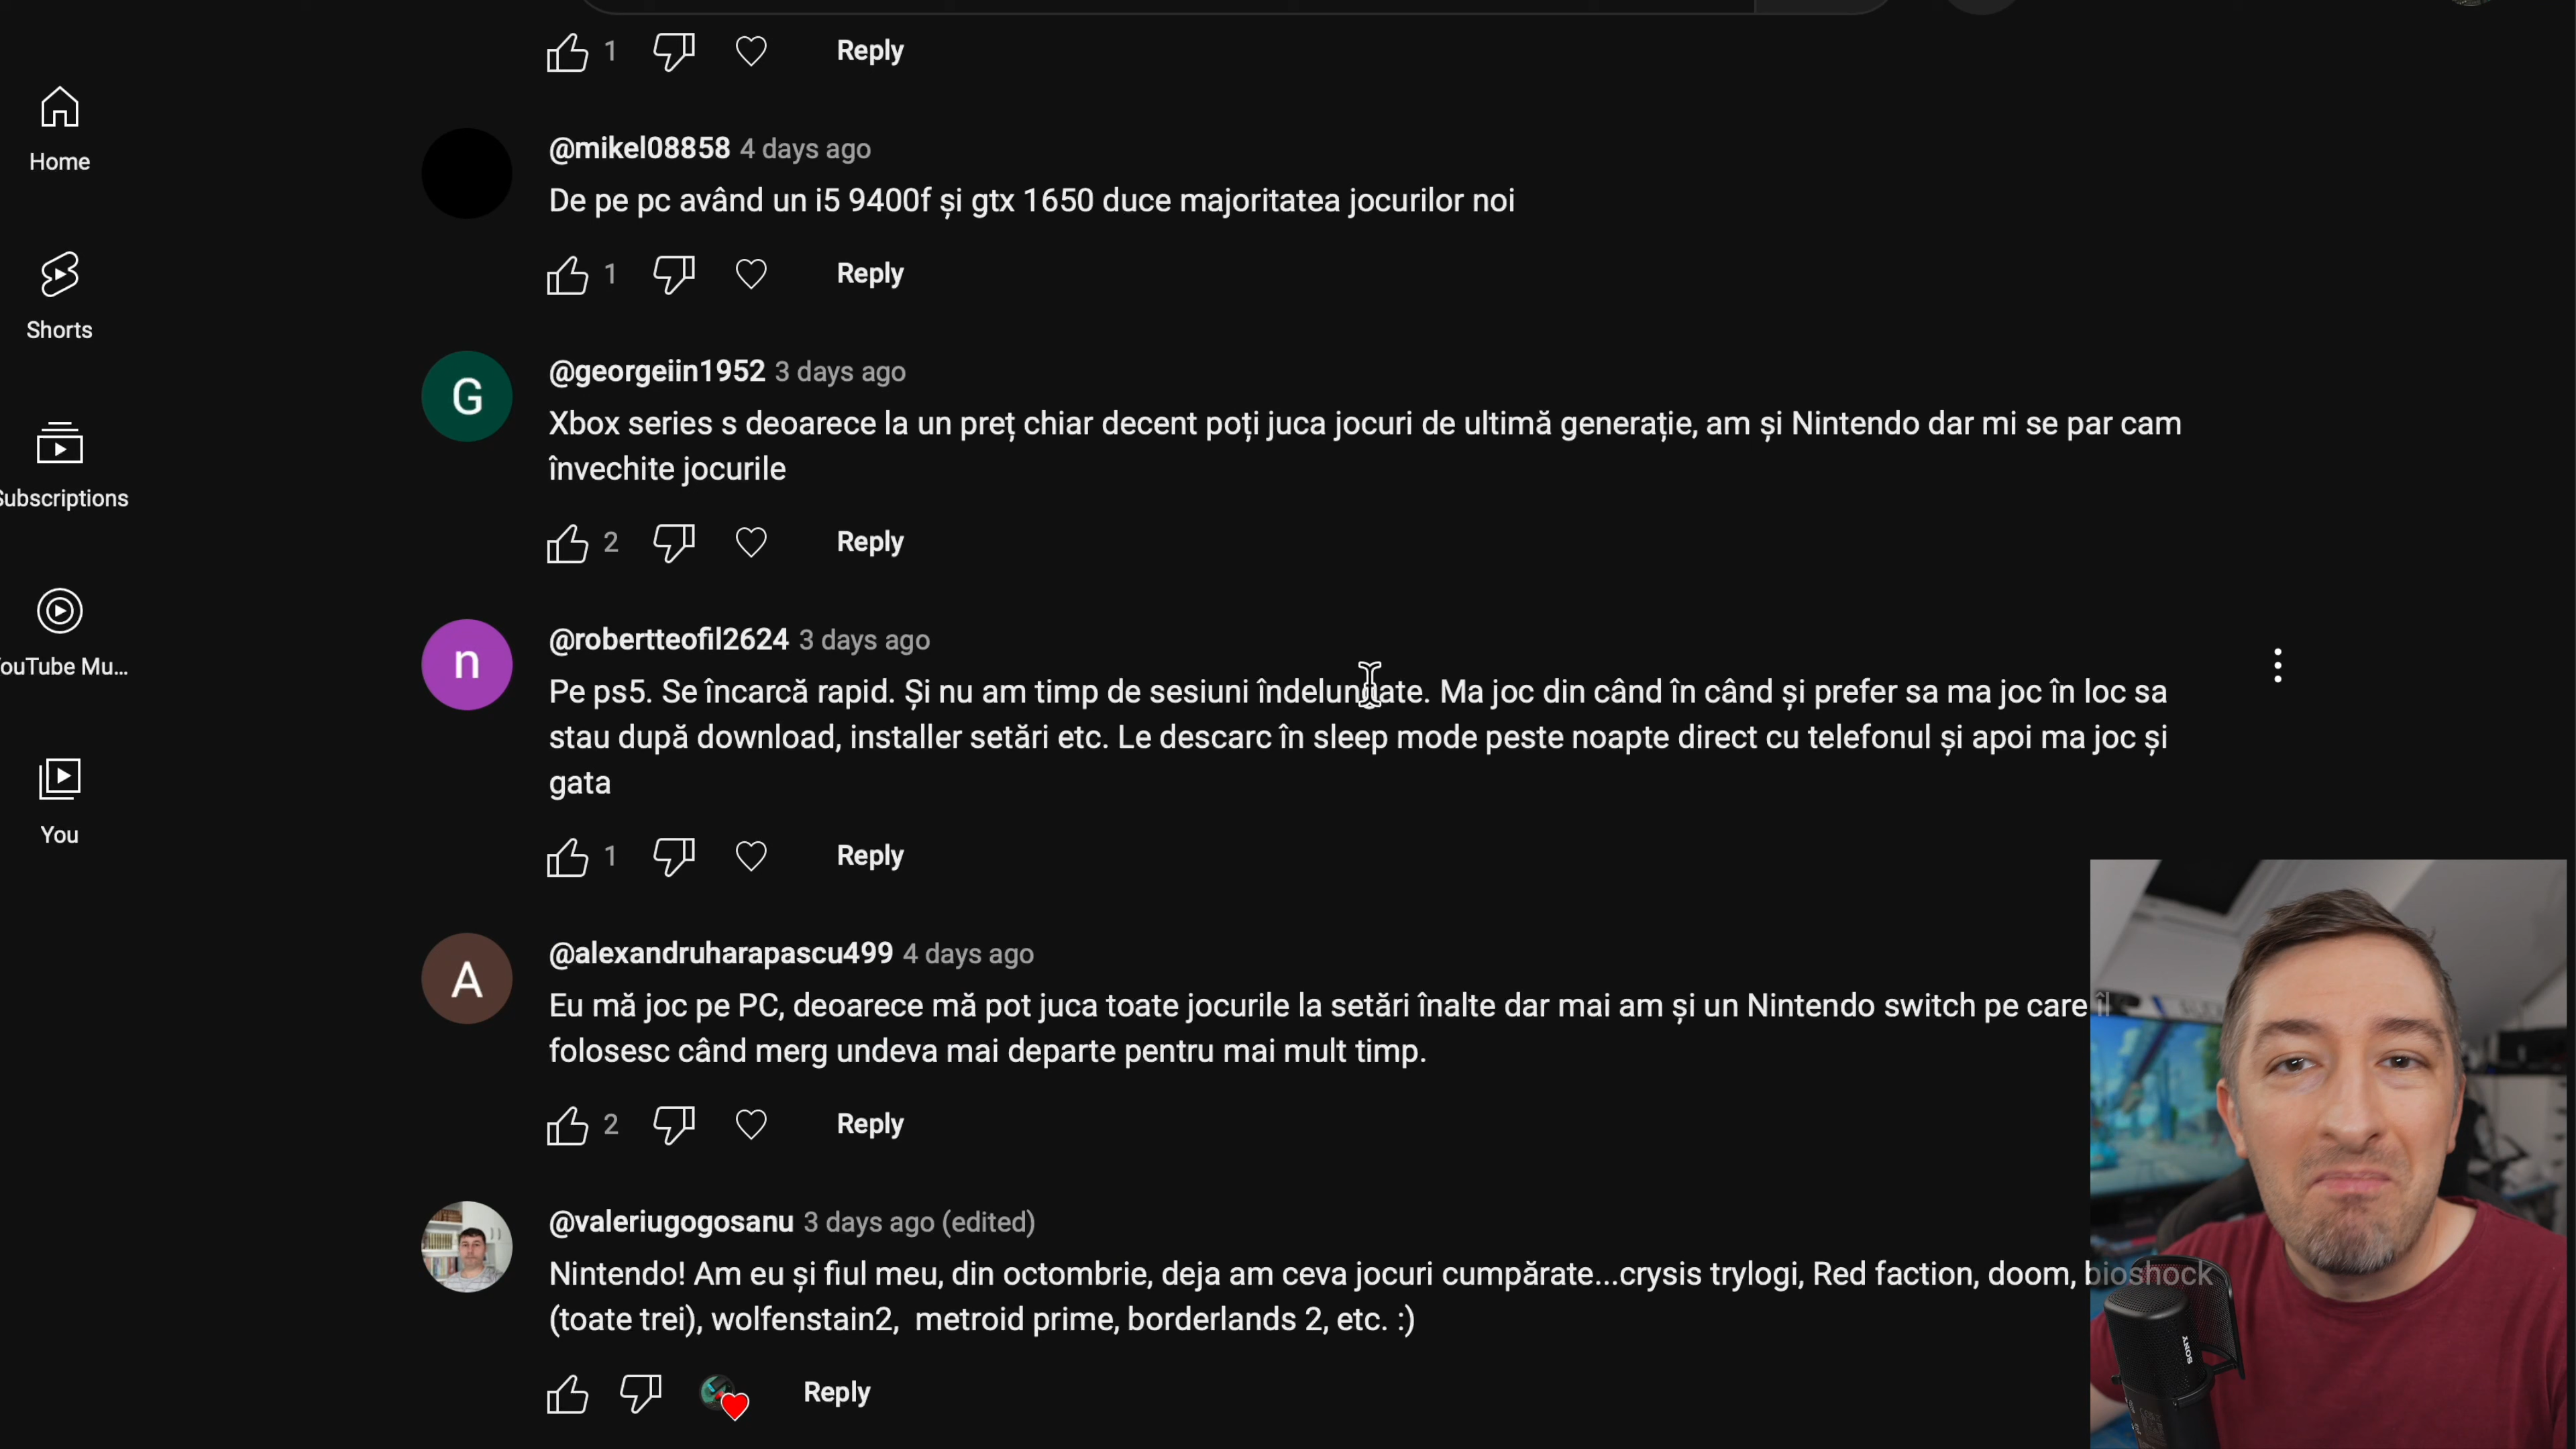 1 Reply
Home
Shorts
Subscriptions
YouTube Mu...
You
@mikel08858 4 days ago
De pe pc având un i5 9400f și gtx 1650 duce majoritatea jocurilor noi
1 Reply
@georgeiin1952 3 days ago
G
Xbox series s deoarece la un preț chiar decent poți juca jocuri de ultimă generație, am și Nintendo dar mi se par cam
învechite jocurile
2 Reply
@robertteofil2624 3 days ago
n
Pe ps5. Se încarcă rapid. Și nu am timp de sesiuni îndelungate. Ma joc din când în când și prefer sa ma joc în loc sa
stau după download, installer setări etc. Le descarc în sleep mode peste noapte direct cu telefonul și apoi ma joc și
gata
1 Reply
@alexandruharapascu499 4 days ago
A
Eu mă joc pe PC, deoarece mă pot juca toate jocurile la setări înalte dar mai am și un Nintendo switch pe care îl
folosesc când merg undeva mai departe pentru mai mult timp.
2 Reply
@valeriugogosanu 3 days ago (edited)
Nintendo! Am eu și fiul meu, din octombrie, deja am ceva jocuri cumpărate...crysis trylogi, Red faction, doom, bioshock
(toate trei), wolfenstain2, metroid prime, borderlands 2, etc. :)
Reply
SONY